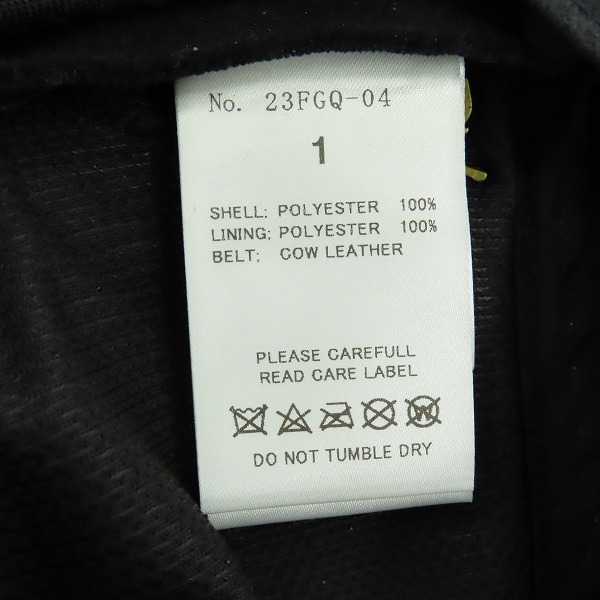 No. 23FGQ-04
1
SHELL: POLYESTER 100%
LINING: POLYESTER 100%
BELT: COW LEATHER
PLEASE CAREFULL
READ CARE LABEL
W
DO NOT TUMBLE DRY